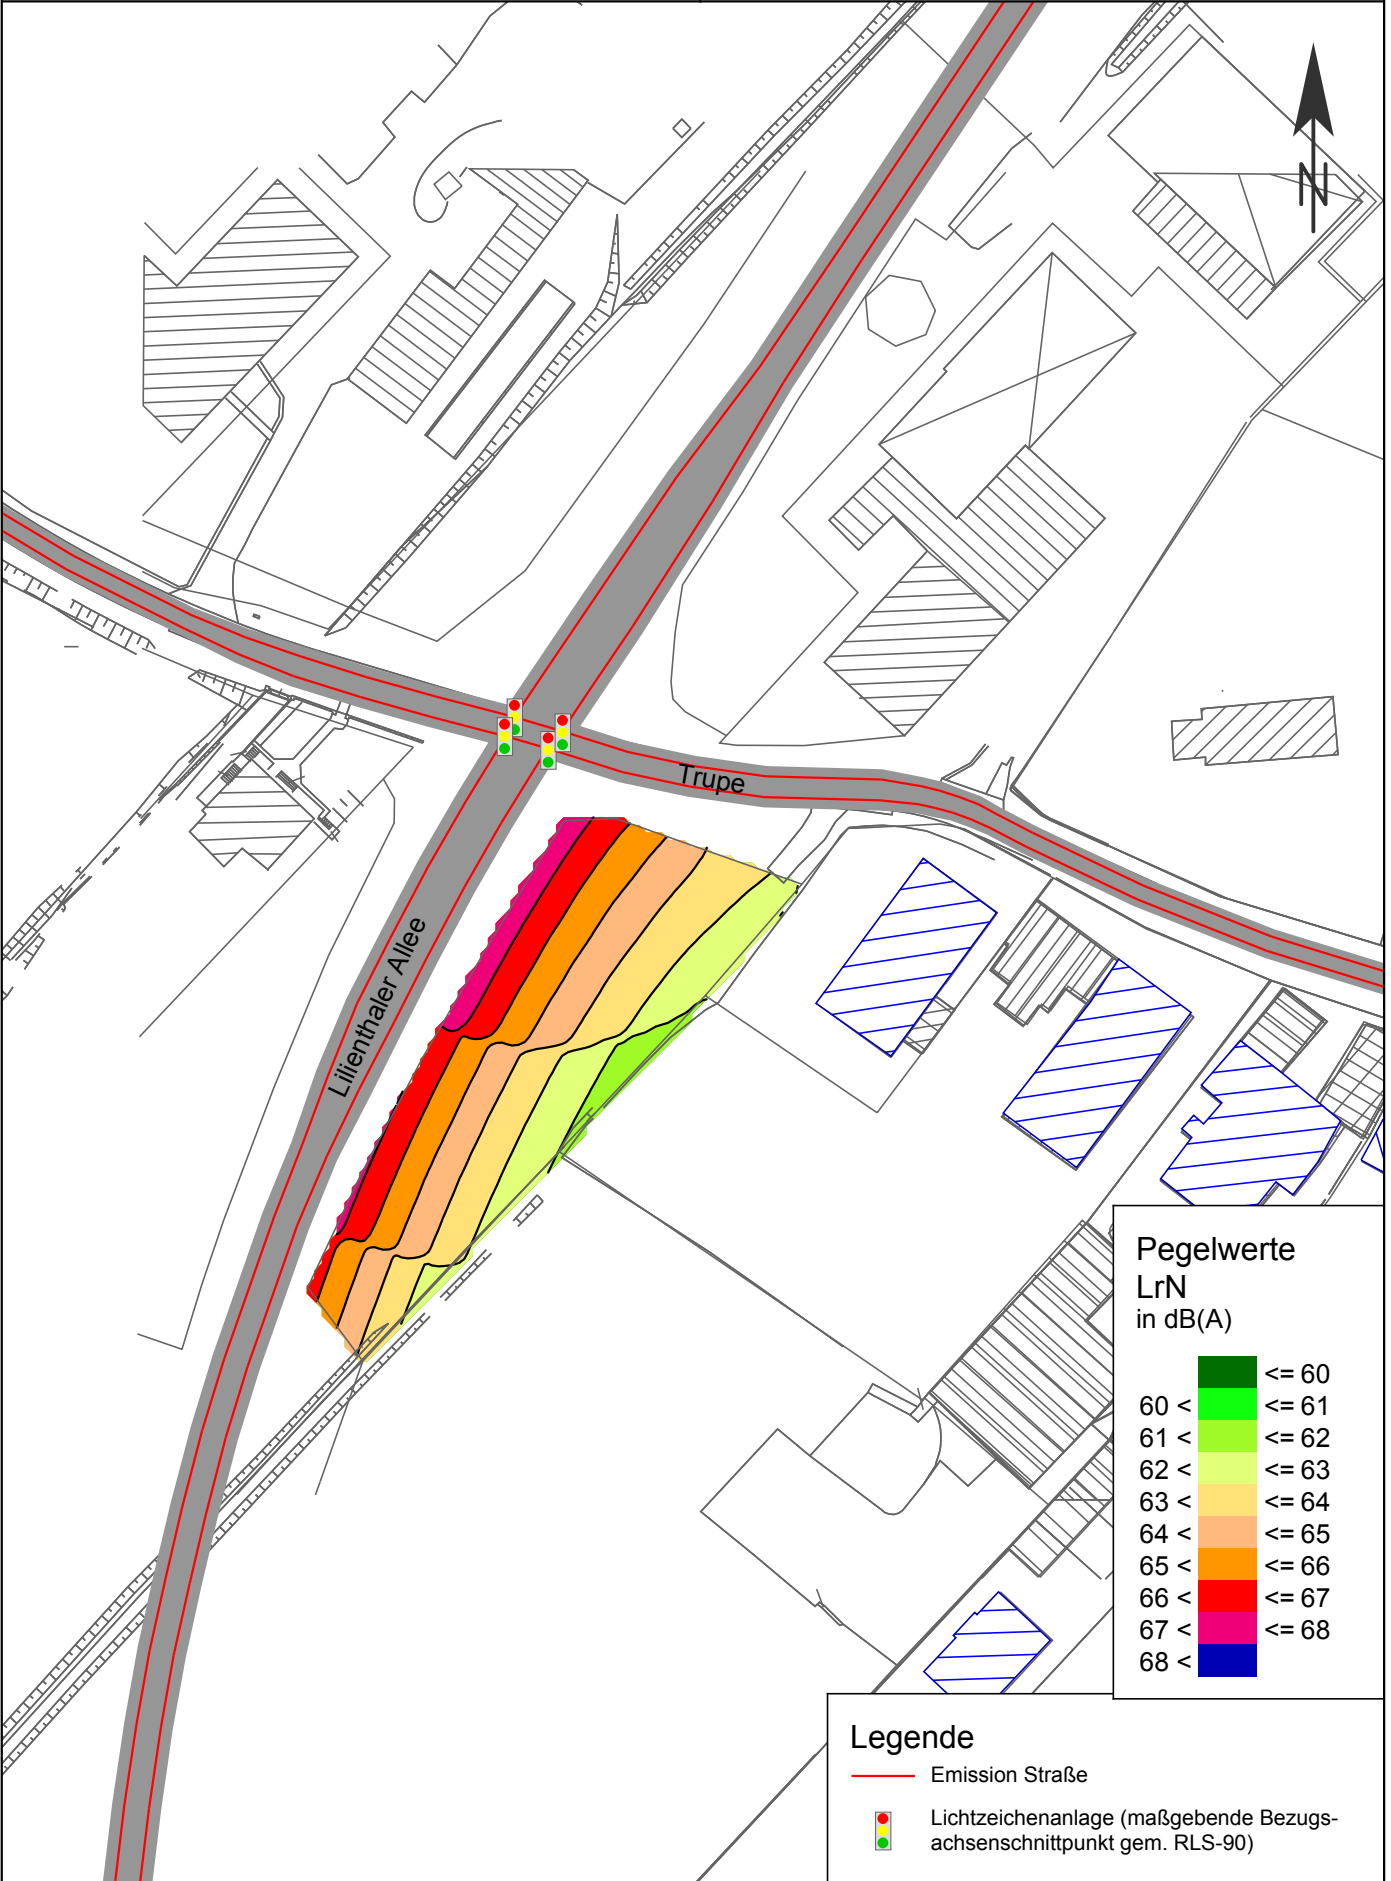 N
Trupe
Lilienthaler Allee
Pegelwerte
LrN
in dB(A)
<= 60
60 < <= 61
61 < <= 62
62 < <= 63
63 < <= 64
64 < <= 65
65 < <= 66
66 < <= 67
67 < <= 68
68 <
Legende
Emission Straße
Lichtzeichenanlage (maßgebende Bezugs-
achsenschnittpunkt gem. RLS-90)